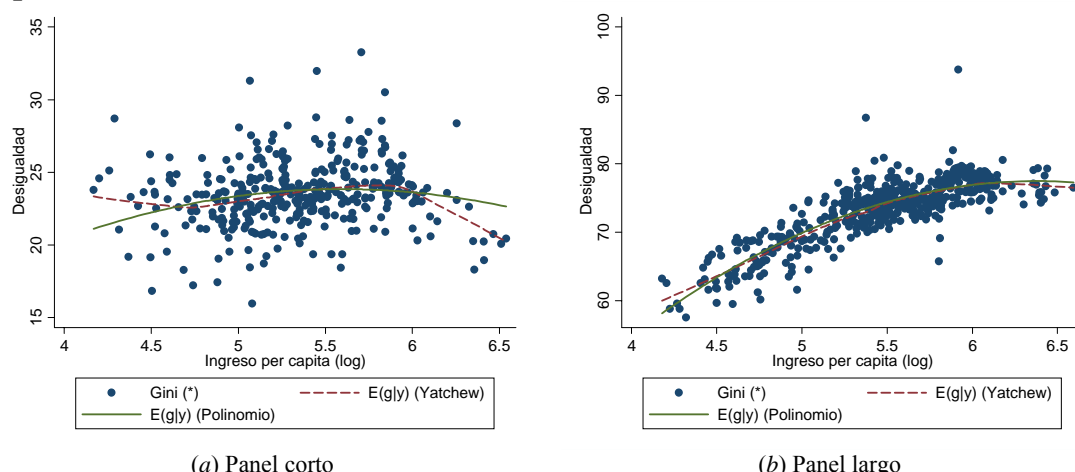 35
30
25
20
15
Desigualdad
4
4.5
5
5.5
6
6.5
Ingreso per capita (log)
Gini (*)
E(g|y) (Yatchew)
E(g|y) (Polinomio)
(a) Panel corto
100
90
80
70
60
Desigualdad
4
4.5
5
5.5
6
6.5
Ingreso per capita (log)
Gini (*)
E(g|y) (Yatchew)
E(g|y) (Polinomio)
(b) Panel largo